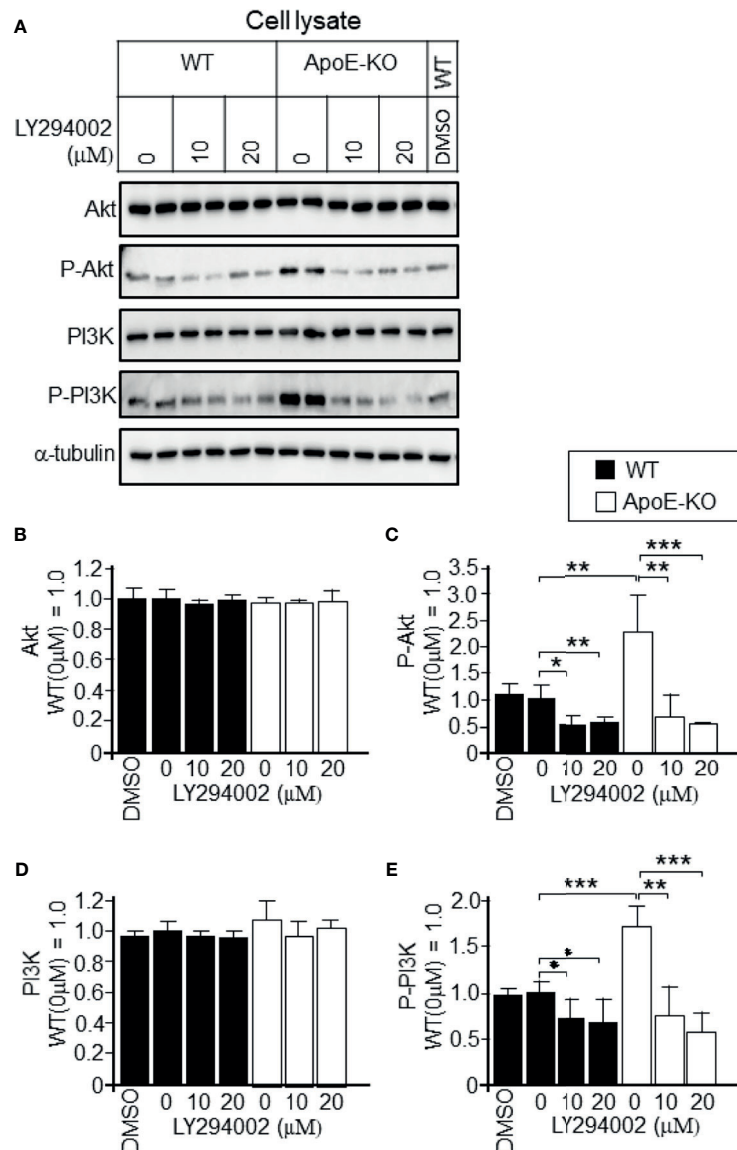 A
Cell lysate
WT ApoE-KO WT
LY294002
(μM)
0 10 20 0 10 20 DMSO
Akt
P-Akt
PI3K
P-PI3K
α-tubulin
WT
ApoE-KO
B
Akt
WT(0μM) = 1.0
1.2
1.0
0.8
0.6
0.4
0.2
0
DMSO 0 10 20 0 10 20
LY294002 (μM)
C
P-Akt
WT(0μM) = 1.0
3.5
3.0
2.5
2.0
1.5
1.0
0.5
0
** *** ** ** *
DMSO 0 10 20 0 10 20
LY294002 (μM)
D
PI3K
WT(0μM) = 1.0
1.2
1.0
0.8
0.6
0.4
0.2
0
DMSO 0 10 20 0 10 20
LY294002 (μM)
E
P-PI3K
WT(0μM) = 1.0
2.0
1.5
1.0
0.5
0
*** *** ** * *
DMSO 0 10 20 0 10 20
LY294002 (μM)